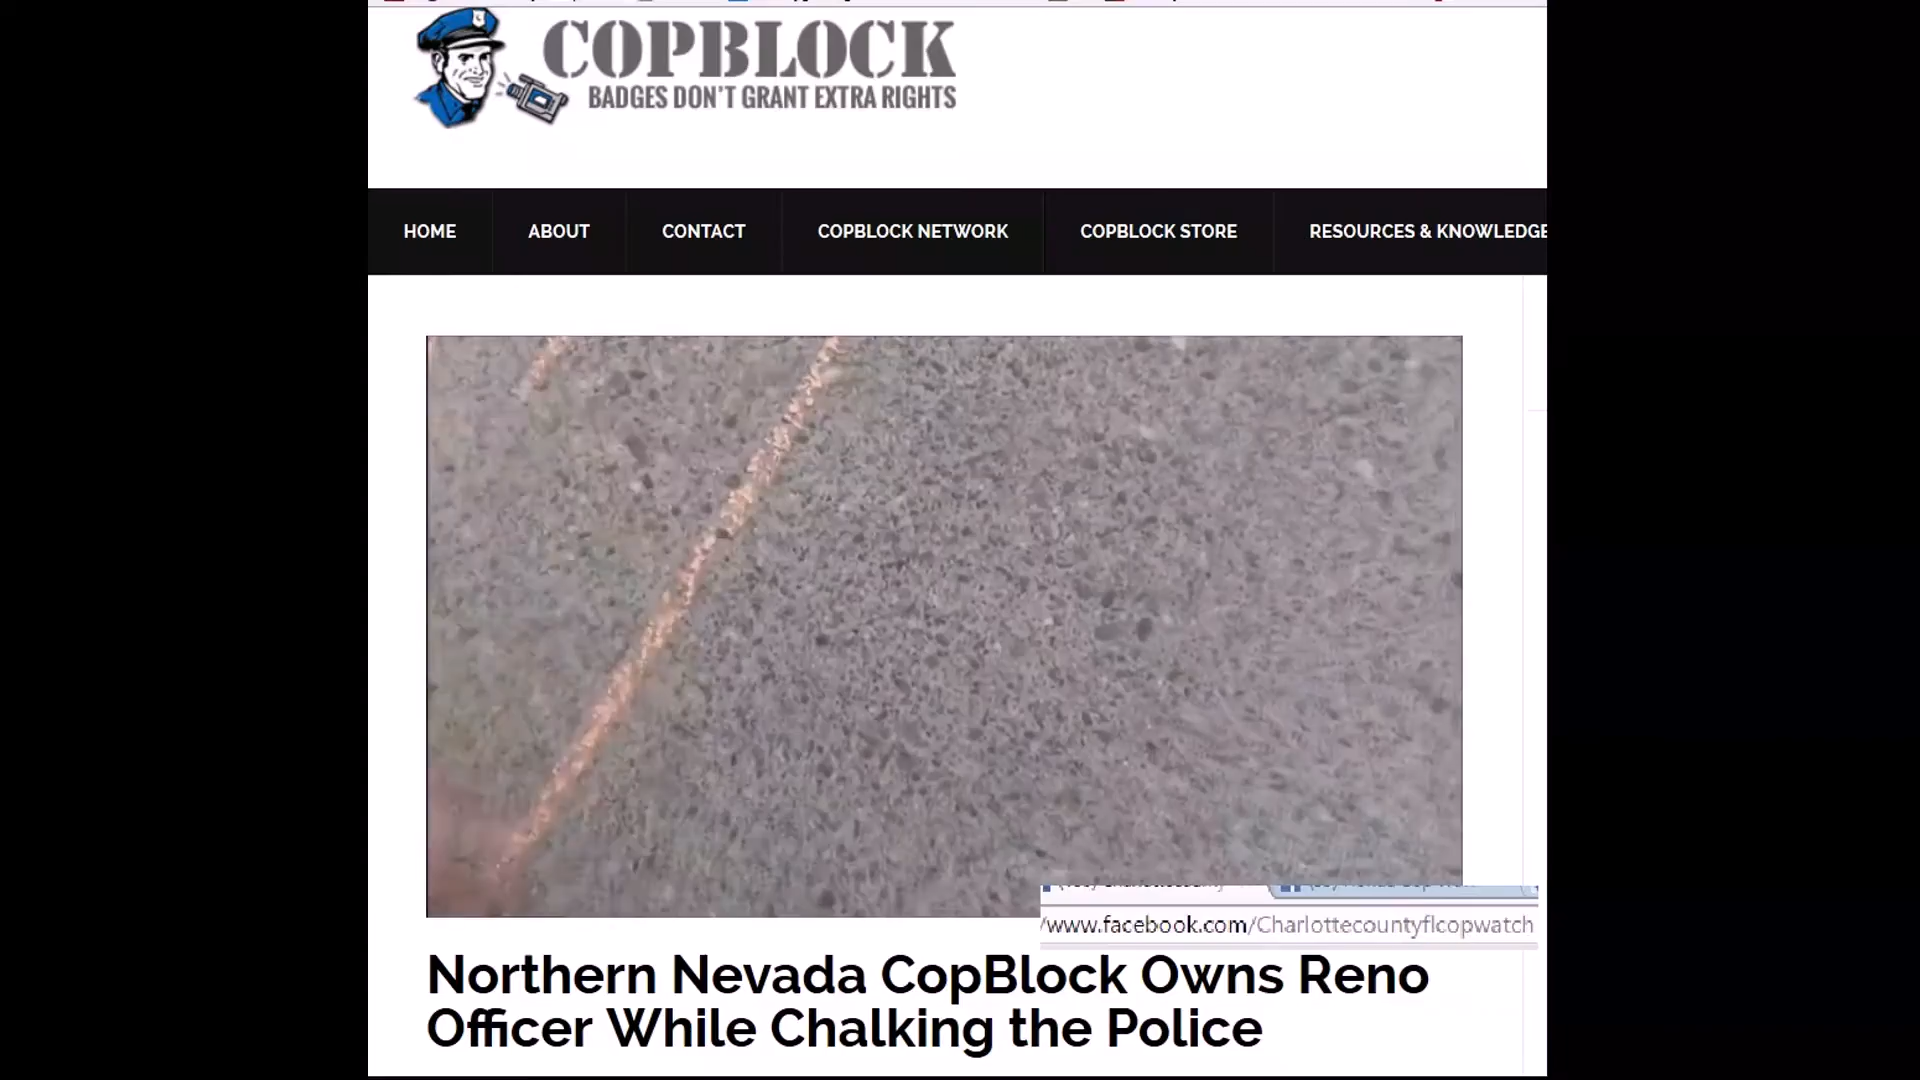 COPBLOCK
BADGES DON'T GRANT EXTRA RIGHTS
HOME ABOUT CONTACT COPBLOCK NETWORK COPBLOCK STORE RESOURCES & KNOWLEDGE
/www.facebook.com/Charlottecountyflcopwatch
Northern Nevada CopBlock Owns Reno
Officer While Chalking the Police